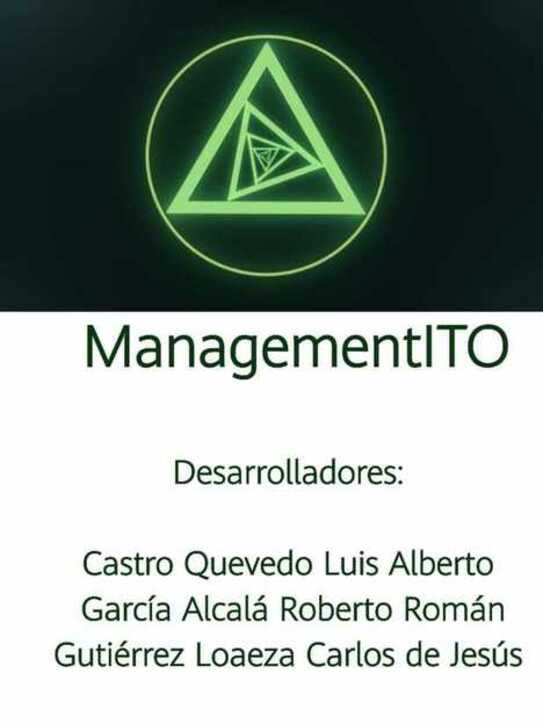 ManagementITO
Desarrolladores:
Castro Quevedo Luis Alberto
García Alcalá Roberto Román
Gutiérrez Loaeza Carlos de Jesús